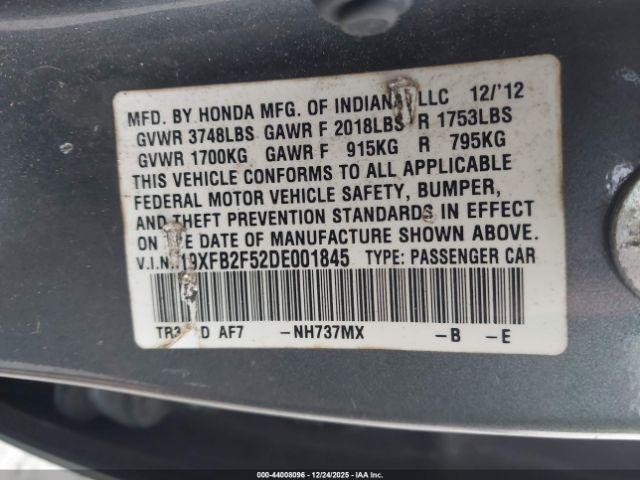 MFD. BY HONDA MFG. OF INDIANA LLC 12/'12
GVWR 3748LBS GAWR F 2018LBS R 1753LBS
GVWR 1700KG GAWR F 915KG R 795KG
THIS VEHICLE CONFORMS TO ALL APPLICABLE
FEDERAL MOTOR VEHICLE SAFETY, BUMPER,
AND THEFT PREVENTION STANDARDS IN EFFECT
ON DATE OF MANUFACTURE SHOWN ABOVE.
V.I.N. 19XFB2F52DE001845 TYPE: PASSENGER CAR
TR3 D AF7 -NH737MX -B -E
000-44008096 - 12/24/2025 - IAA Inc.